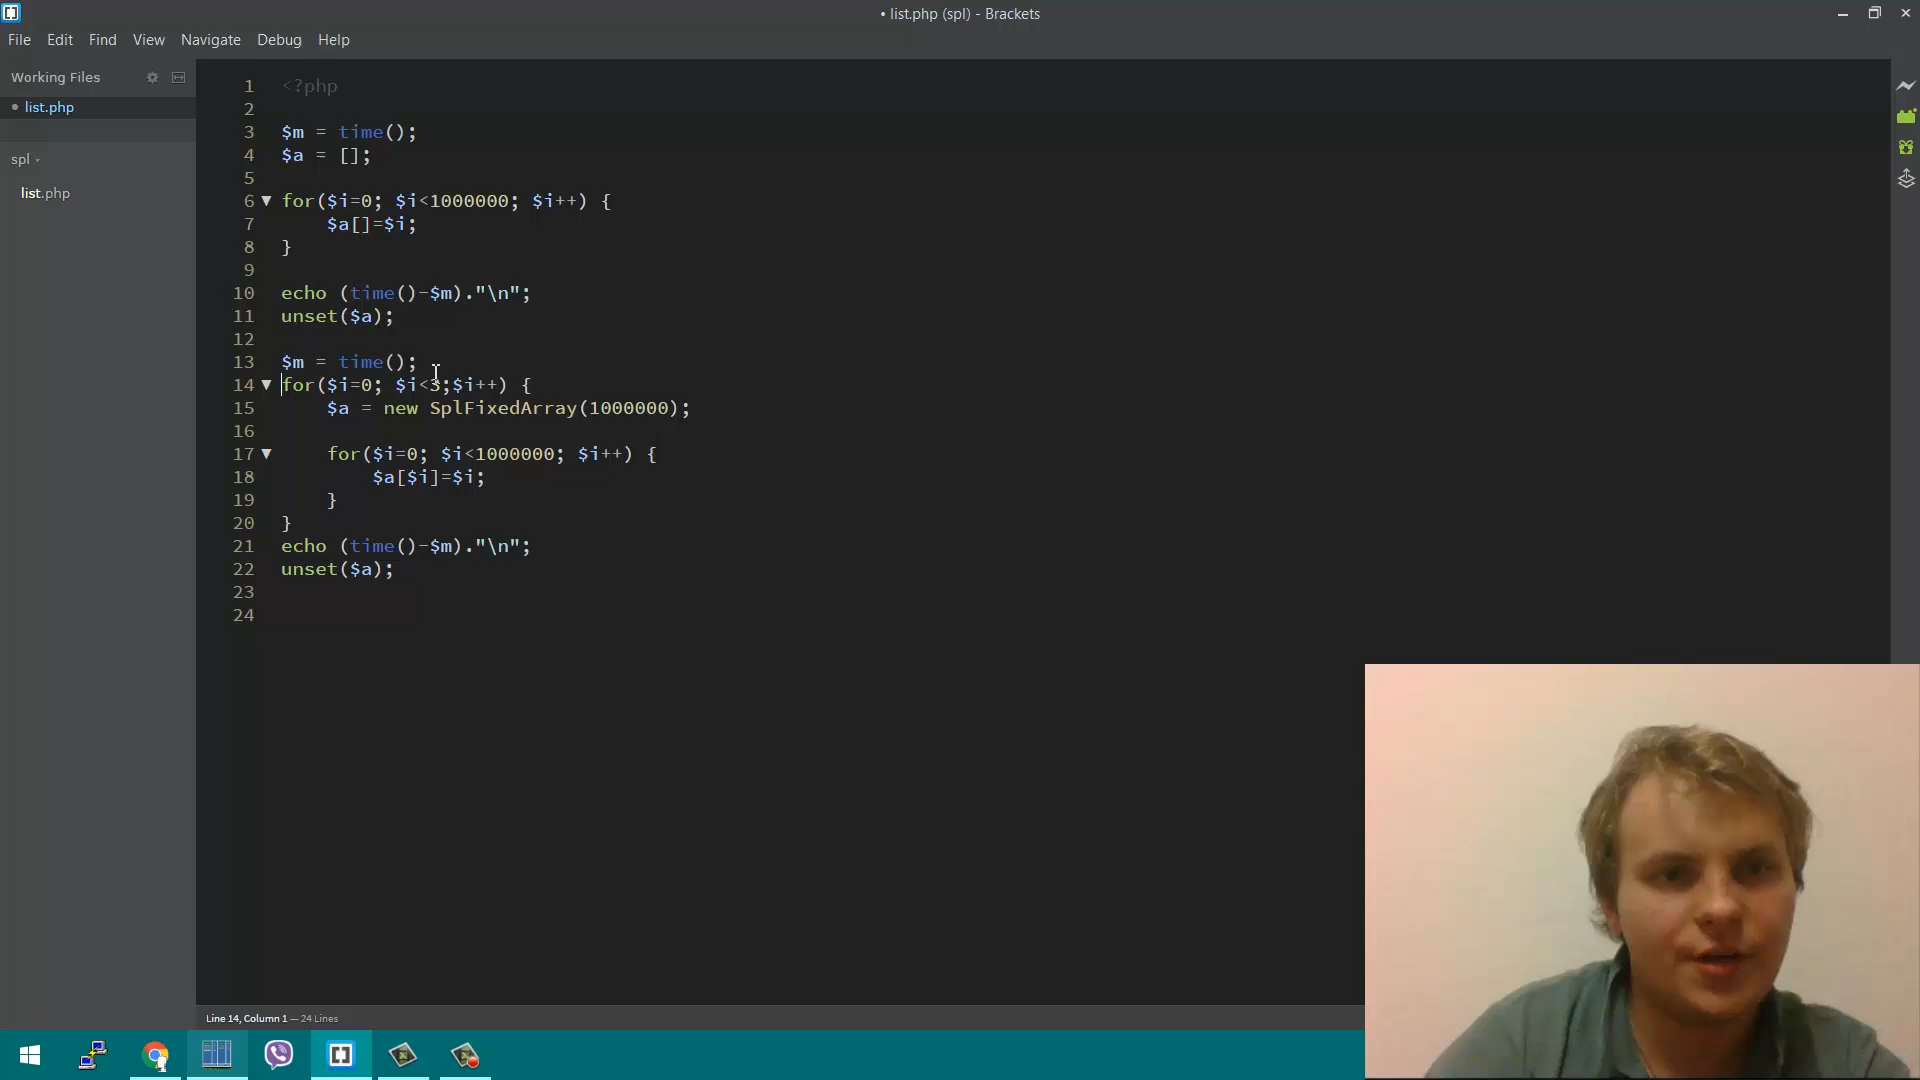 • list.php (spl) - Brackets
File Edit Find View Navigate Debug Help
Working Files
list.php
spl
list.php
1 <?php
2
3 $m = time();
4 $a = [];
5
6 for($i=0; $i<1000000; $i++) {
7 $a[]=$i;
8 }
9
10 echo (time()-$m)."\n";
11 unset($a);
12
13 $m = time();
14 for($i=0; $i<3;$i++) {
15 $a = new SplFixedArray(1000000);
16
17 for($i=0; $i<1000000; $i++) {
18 $a[$i]=$i;
19 }
20 }
21 echo (time()-$m)."\n";
22 unset($a);
23
24
Line 14, Column 1 — 24 Lines